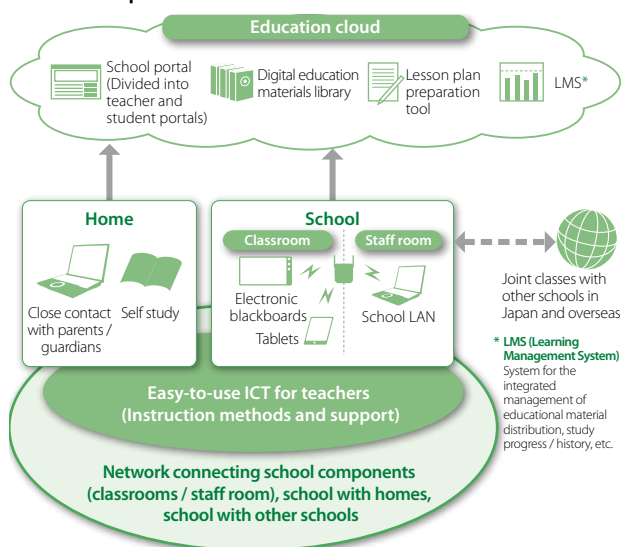 Education cloud
School portal
(Divided into
teacher and
student portals)
Digital education
materials library
Lesson plan
preparation
tool
LMS*
Home
Close contact
with parents /
guardians
Self study
School
Classroom
Staff room
Electronic
blackboards
Tablets
School LAN
Joint classes with
other schools in
Japan and overseas
* LMS (Learning
Management System)
System for the
integrated
management of
educational material
distribution, study
progress / history, etc.
Easy-to-use ICT for teachers
(Instruction methods and support)
Network connecting school components
(classrooms / staff room), school with homes,
school with other schools